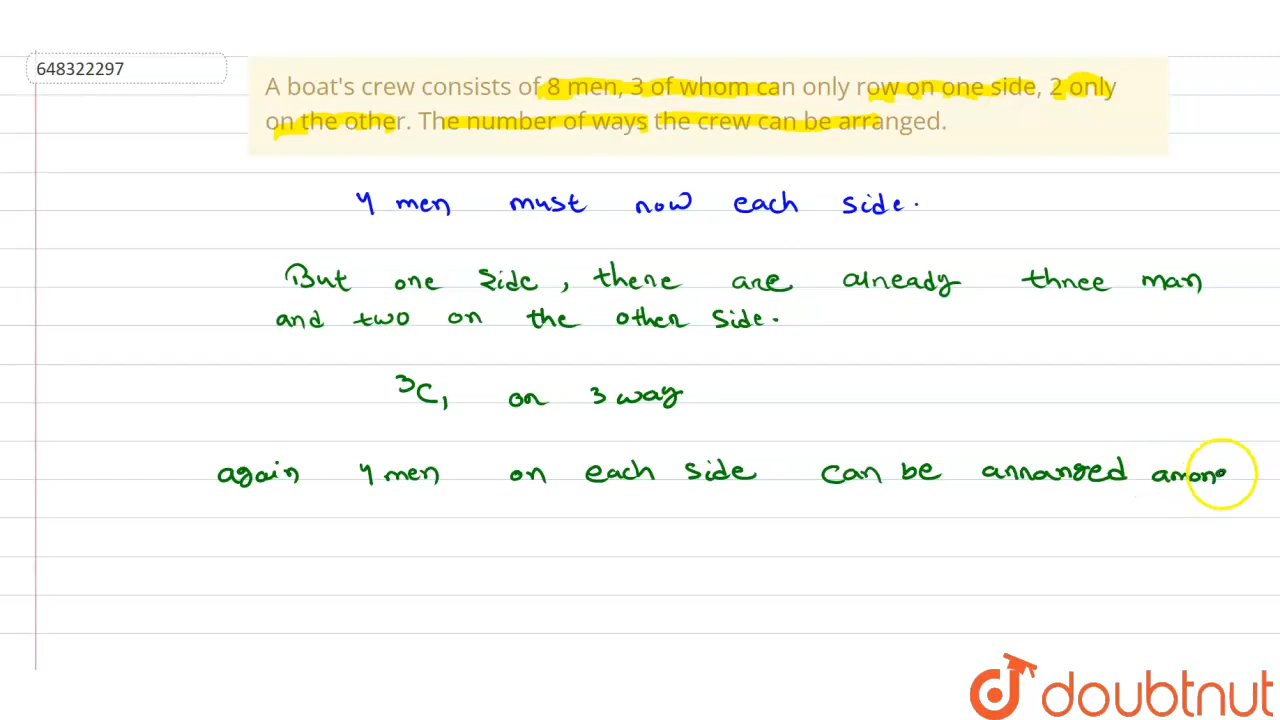 648322297
A boat's crew consists of 8 men, 3 of whom can only row on one side, 2 only
on the other. The number of ways the crew can be arranged.
4 men must row each side.
But one side, there are already three man
and two on the other side.
³C₁ or 3 way
again 4 men on each side can be arranged amon
doubtnut